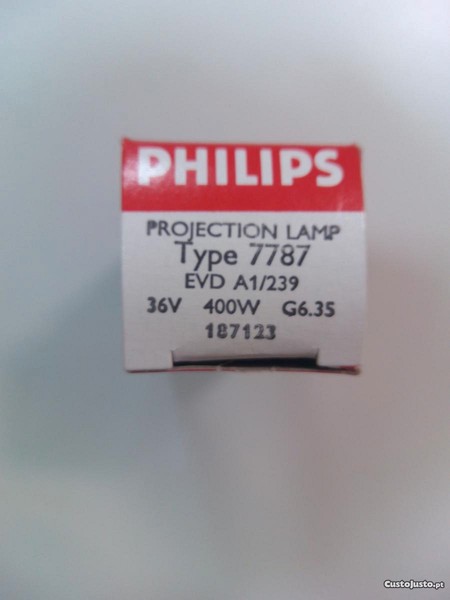 PHILIPS
PROJECTION LAMP
Type 7787
EVD A1/239
36V 400W G6.35
187123
CustoJusto.pt